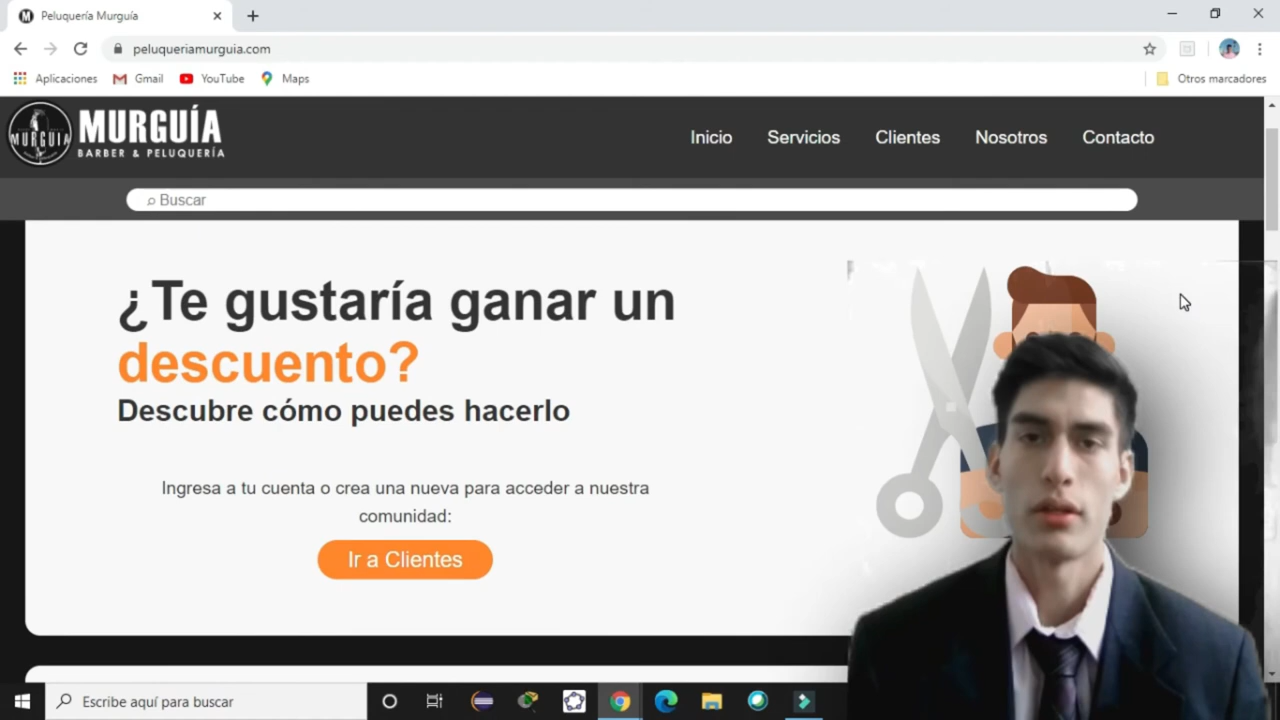 Peluquería Murguía
peluqueriamurguia.com
Aplicaciones
Gmail
YouTube
Maps
Otros marcadores
MURGUIA
MURGUÍA
BARBER & PELUQUERÍA
Inicio
Servicios
Clientes
Nosotros
Contacto
Buscar
¿Te gustaría ganar un
descuento?
Descubre cómo puedes hacerlo
Ingresa a tu cuenta o crea una nueva para acceder a nuestra
comunidad:
Ir a Clientes
Escribe aquí para buscar